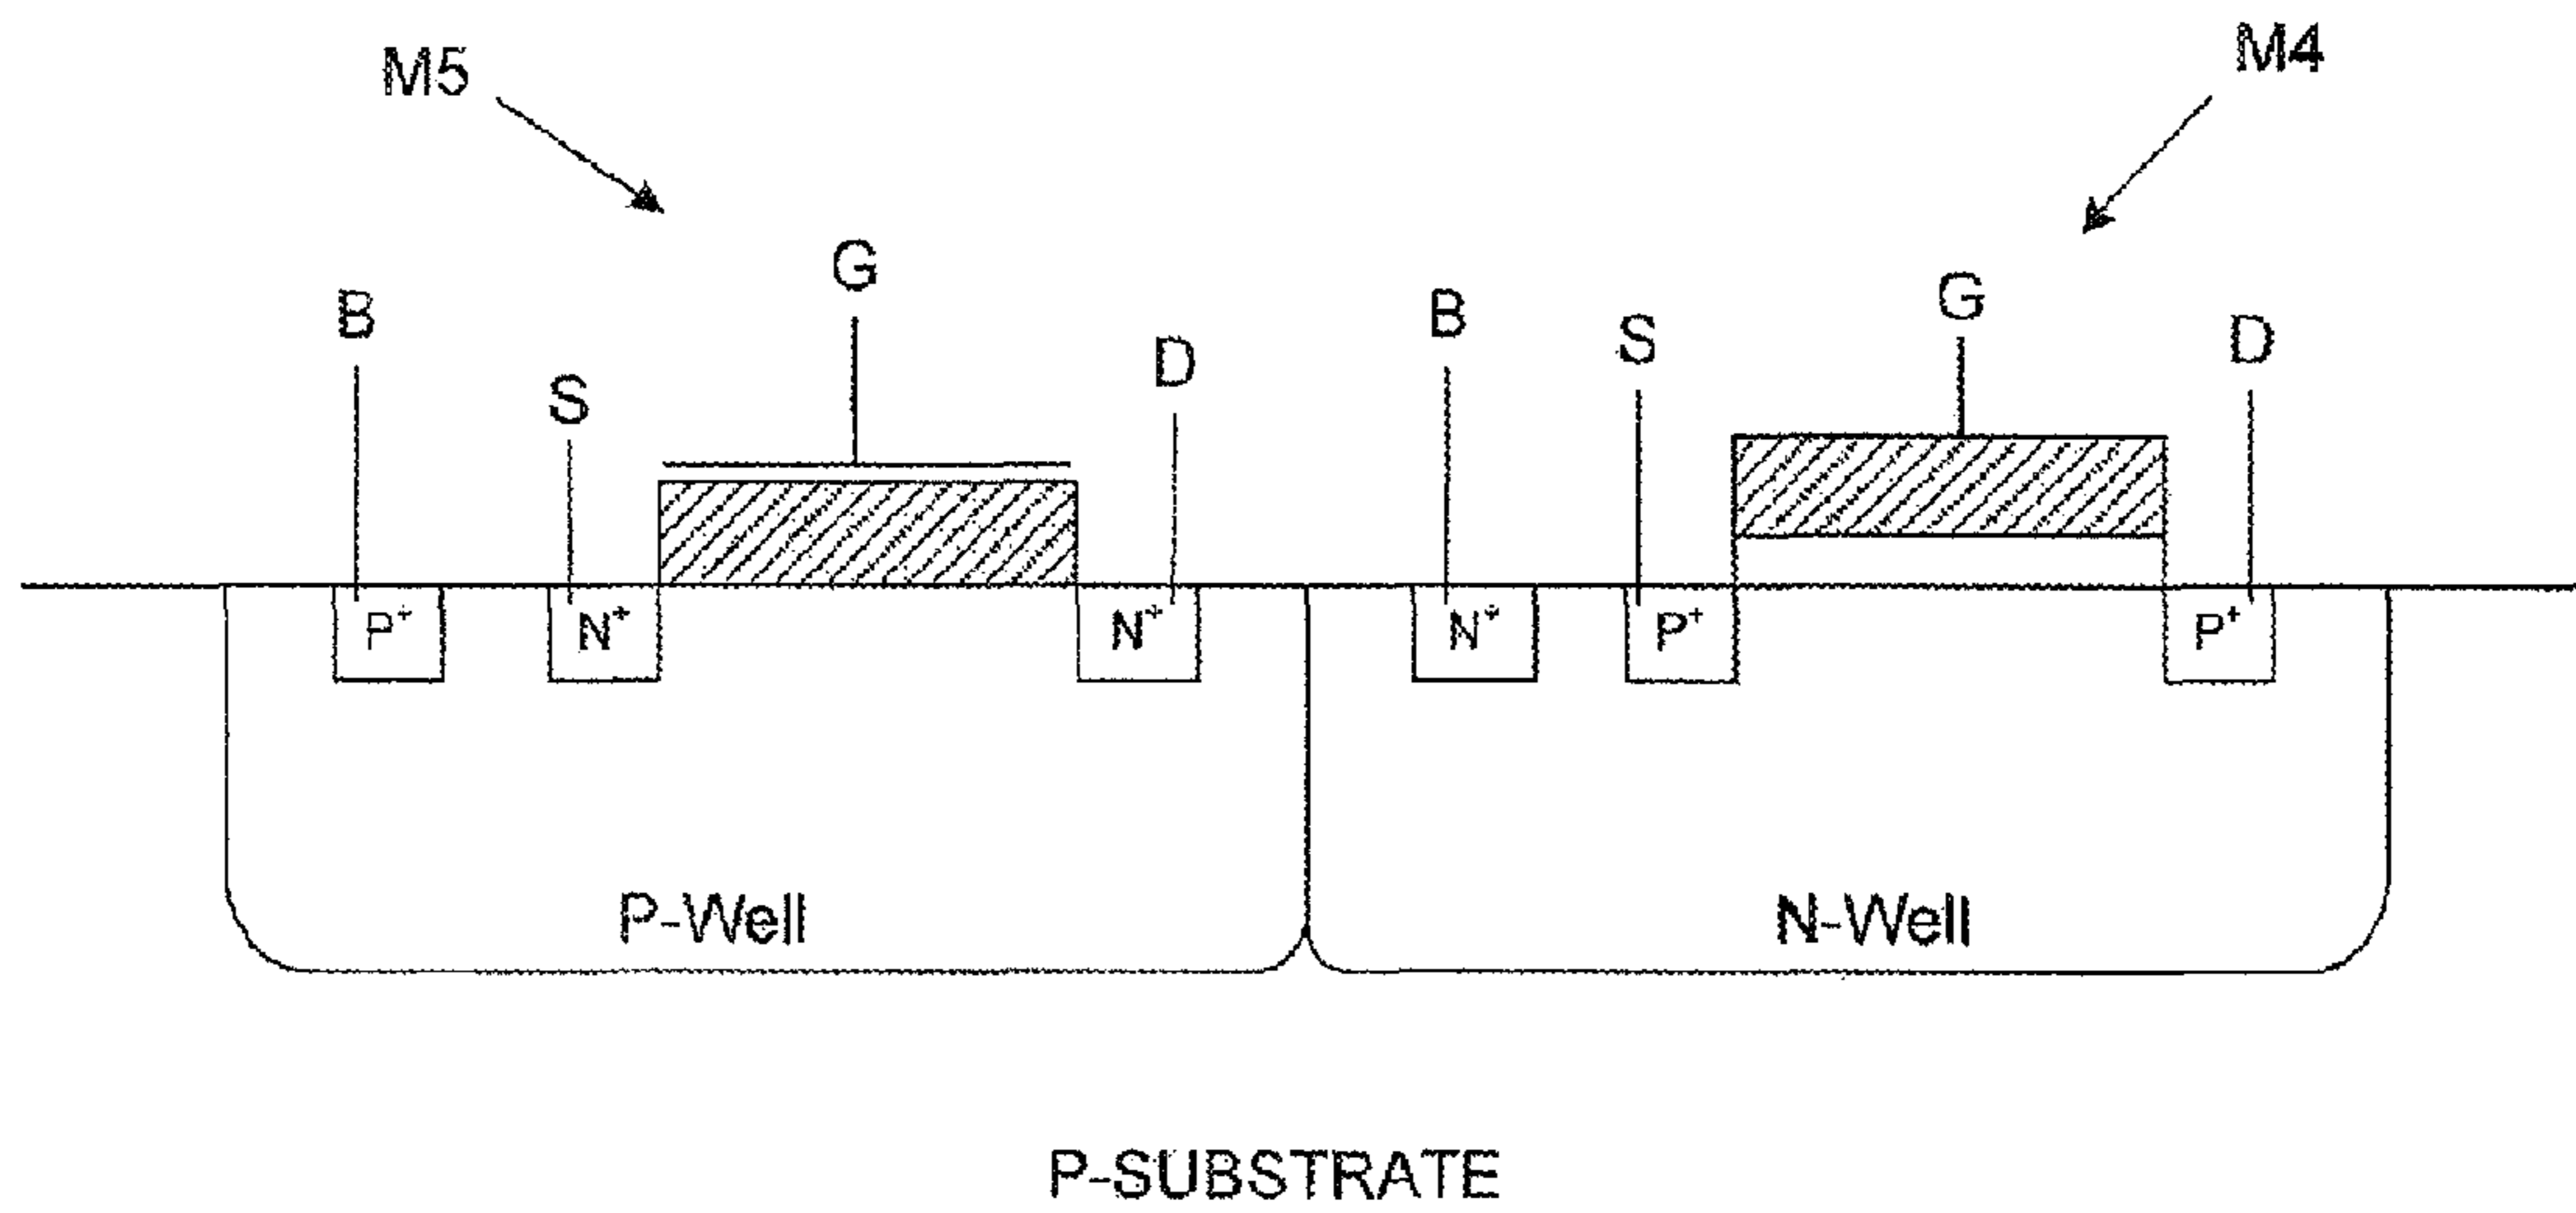 M5 M4
G G
B B S D
D
S
P⁺ N⁺ N⁺ N⁺ P⁺ P⁺
P-Well N-Well
P-SUBSTRATE